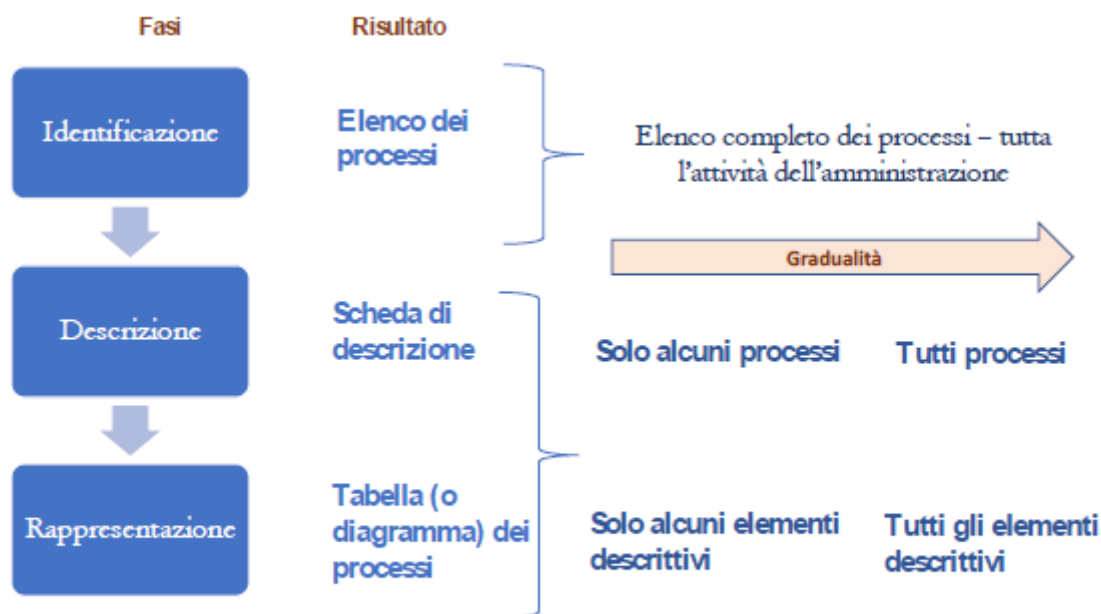 Fasi
Risultato
Identificazione
Elenco dei
processi
Elenco completo dei processi – tutta
l’attività dell’amministrazione
Gradualità
Descrizione
Scheda di
descrizione
Solo alcuni processi
Tutti processi
Rappresentazione
Tabella (o
diagramma) dei
processi
Solo alcuni elementi
descrittivi
Tutti gli elementi
descrittivi